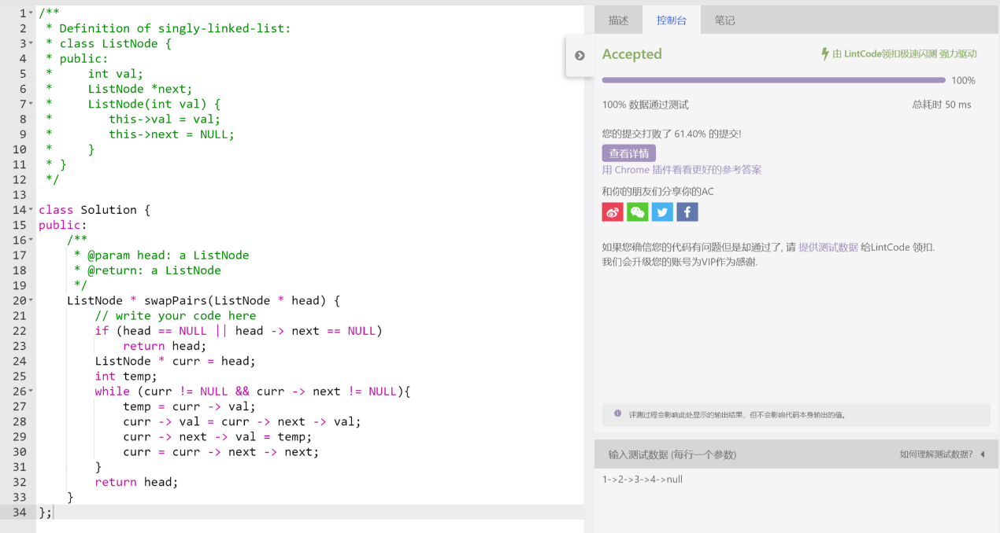 1 /**
2  * Definition of singly-linked-list:
3  * class ListNode {
4  * public:
5  *     int val;
6  *     ListNode *next;
7  *     ListNode(int val) {
8  *        this->val = val;
9  *        this->next = NULL;
10  *     }
11  * }
12  */
13
14 class Solution {
15 public:
16     /**
17      * @param head: a ListNode
18      * @return: a ListNode
19      */
20     ListNode * swapPairs(ListNode * head) {
21         // write your code here
22         if (head == NULL || head -> next == NULL)
23             return head;
24         ListNode * curr = head;
25         int temp;
26         while (curr != NULL && curr -> next != NULL){
27             temp = curr -> val;
28             curr -> val = curr -> next -> val;
29             curr -> next -> val = temp;
30             curr = curr -> next -> next;
31         }
32         return head;
33     }
34 };
描述 控制台 笔记
Accepted 由 LintCode领扣极速闪测 强力驱动
100%
100% 数据通过测试 总耗时 50 ms
您的提交打败了 61.40% 的提交!
查看详情
用 Chrome 插件看看更好的参考答案
和你的朋友们分享你的AC
如果您确信您的代码有问题但是却通过了, 请 提供测试数据 给LintCode 领扣.
我们会升级您的账号为VIP作为感谢.
评测过程会影响此处显示的输出结果，但不会影响代码本身输出的值。
输入测试数据 (每行一个参数) 如何理解测试数据?
1->2->3->4->null